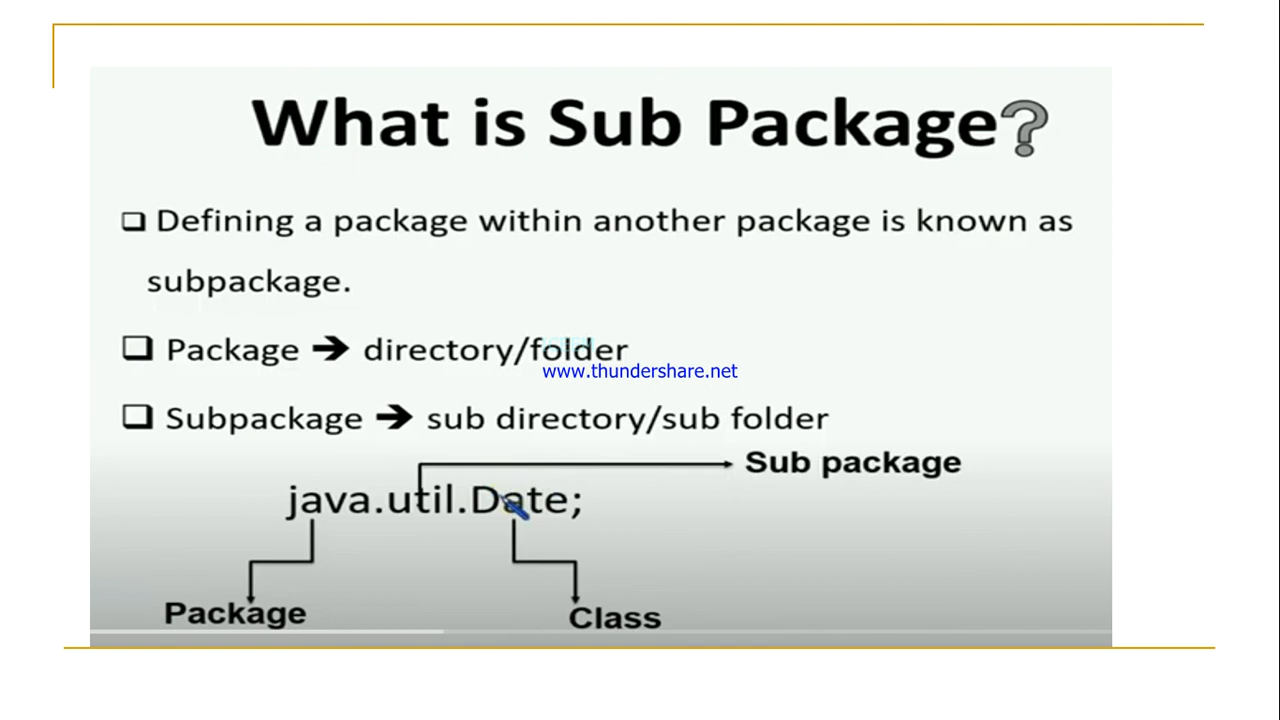 What is Sub Package?
Defining a package within another package is known as
subpackage.
Package ➔ directory/folder
www.thundershare.net
Subpackage ➔ sub directory/sub folder
Sub package
java.util.Date;
Package
Class